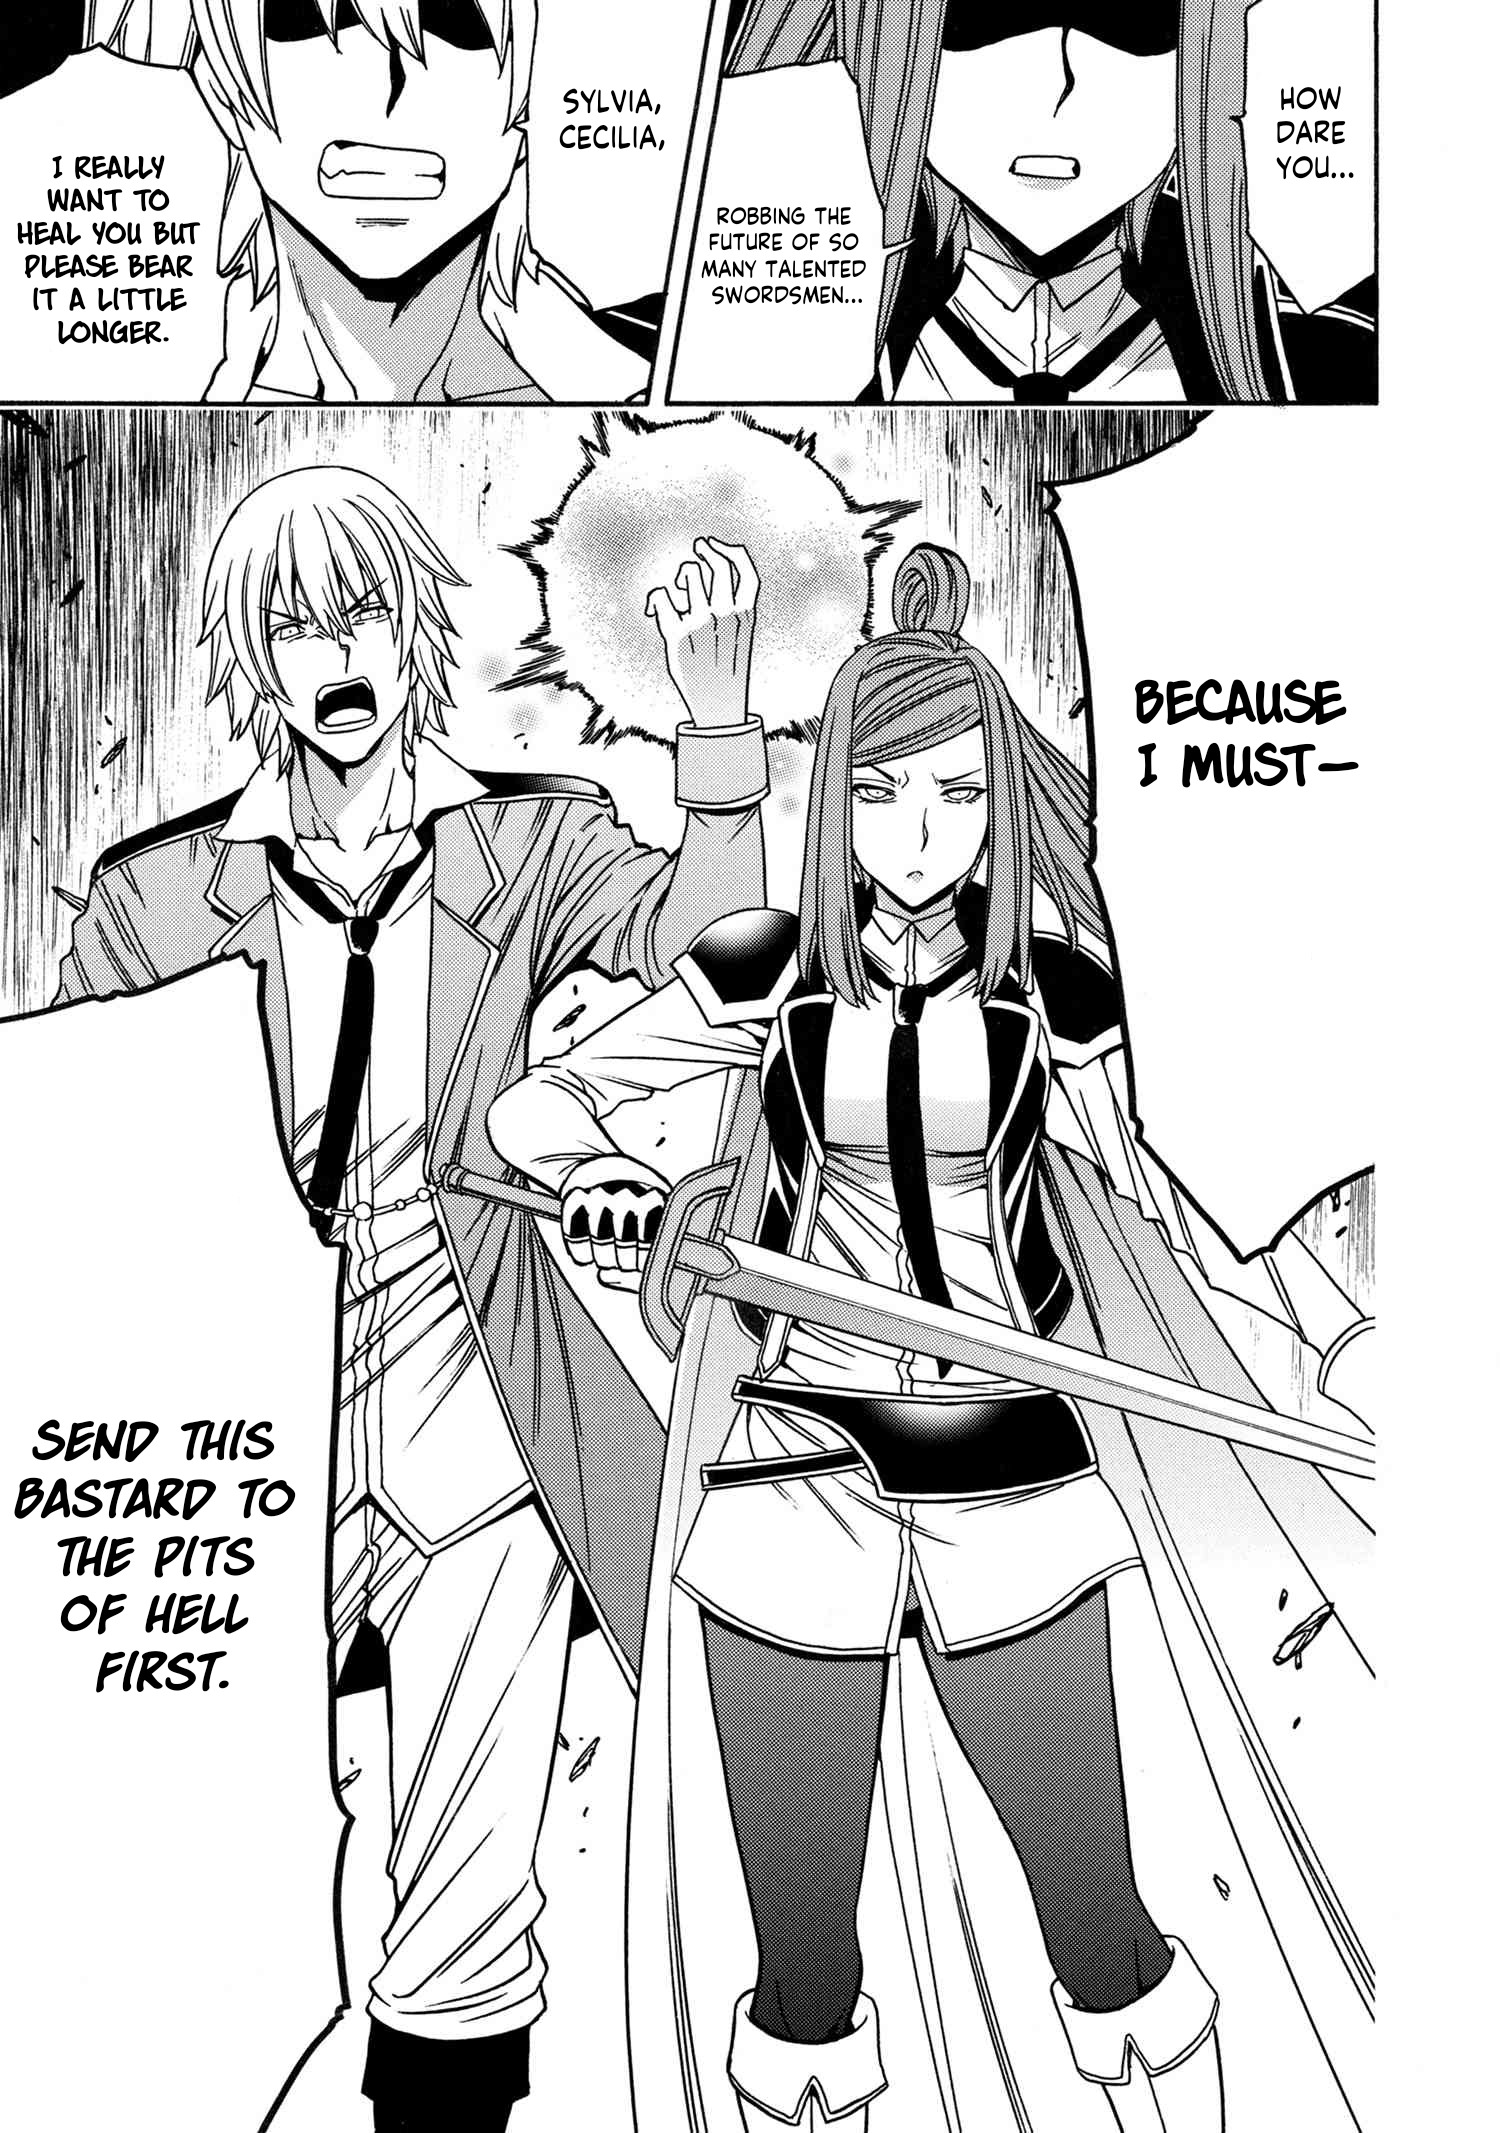 HOW
DARE
YOU...
ROBBING THE
FUTURE OF SO
MANY TALENTED
SWORDSMEN...
SYLVIA,
CECILIA,
I REALLY
WANT TO
HEAL YOU BUT
PLEASE BEAR
IT A LITTLE
LONGER.
BECAUSE
I MUST—
SEND THIS
BASTARD TO
THE PITS
OF HELL
FIRST.